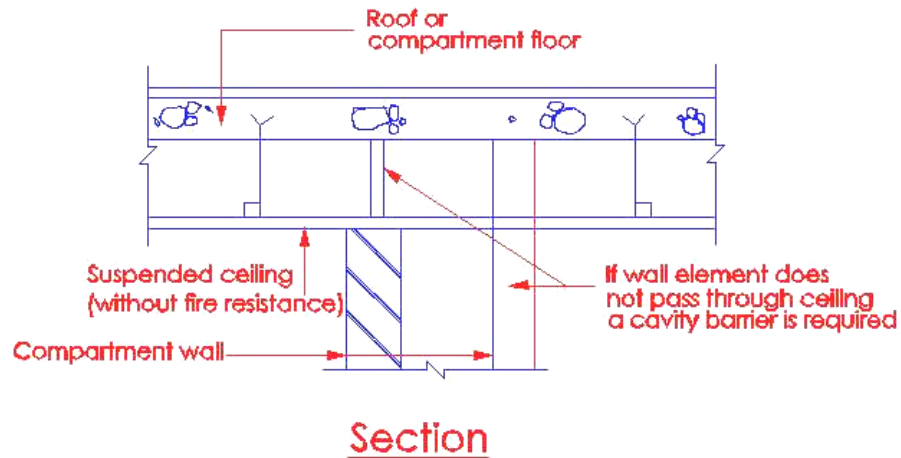 Roof or
compartment floor
Suspended ceiling
(without fire resistance)
If wall element does
not pass through ceiling
a cavity barrier is required
Compartment wall
Section